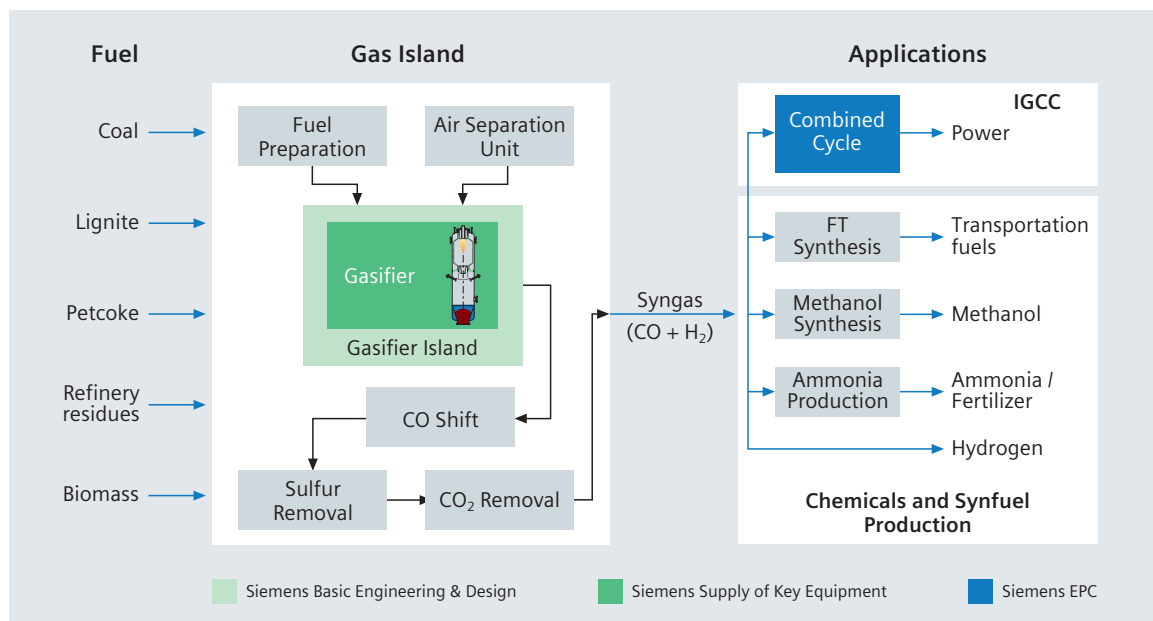 Fuel
Gas Island
Applications
Coal
Lignite
Petcoke
Refinery
residues
Biomass
Fuel
Preparation
Air Separation
Unit
Gasifier
Gasifier Island
CO Shift
Sulfur
Removal
CO₂ Removal
Syngas
(CO + H₂)
IGCC
Combined
Cycle
Power
FT
Synthesis
Transportation
fuels
Methanol
Synthesis
Methanol
Ammonia
Production
Ammonia /
Fertilizer
Hydrogen
Chemicals and Synfuel
Production
Siemens Basic Engineering & Design
Siemens Supply of Key Equipment
Siemens EPC